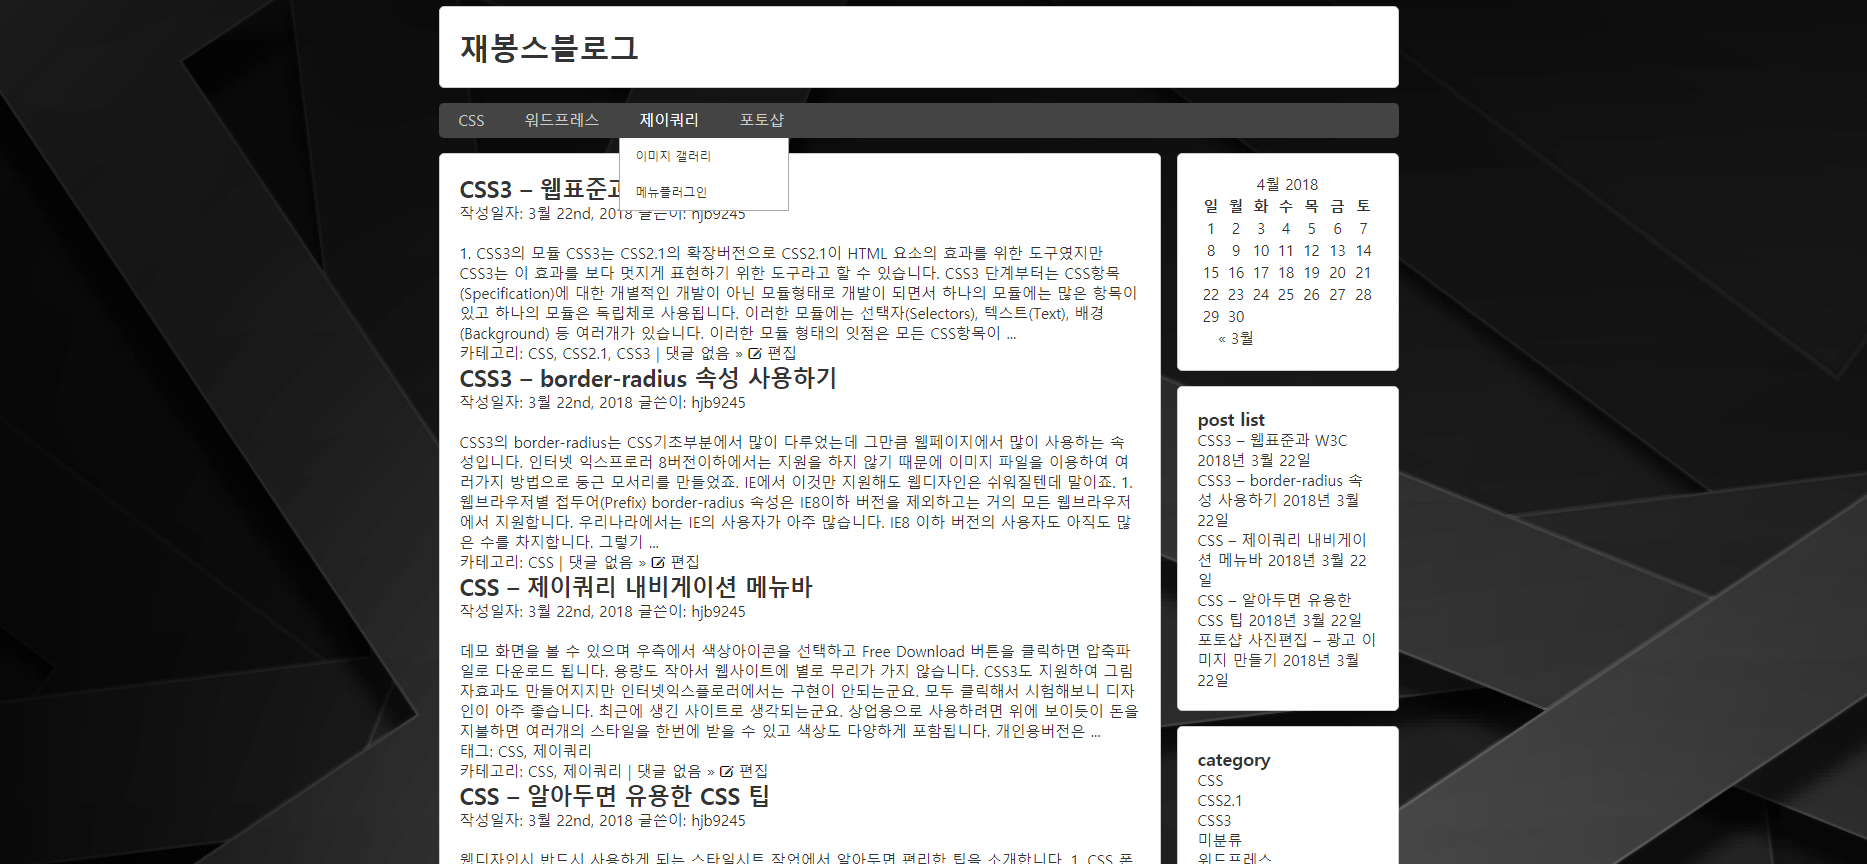 재봉스블로그
CSS 워드프레스 제이쿼리 포토샵
이미지 갤러리
메뉴플러그인
CSS3 – 웹표준과
작성일자: 3월 22nd, 2018 글쓴이: hjb9245
1. CSS3의 모듈 CSS3는 CSS2.1의 확장버전으로 CSS2.1이 HTML 요소의 효과를 위한 도구였지만
CSS3는 이 효과를 보다 멋지게 표현하기 위한 도구라고 할 수 있습니다. CSS3 단계부터는 CSS항목
(Specification)에 대한 개별적인 개발이 아닌 모듈형태로 개발이 되면서 하나의 모듈에는 많은 항목이
있고 하나의 모듈은 독립체로 사용됩니다. 이러한 모듈에는 선택자(Selectors), 텍스트(Text), 배경
(Background) 등 여러개가 있습니다. 이러한 모듈 형태의 잇점은 모든 CSS항목이 ...
카테고리: CSS, CSS2.1, CSS3 | 댓글 없음 » 편집
CSS3 – border-radius 속성 사용하기
작성일자: 3월 22nd, 2018 글쓴이: hjb9245
CSS3의 border-radius는 CSS기초부분에서 많이 다루었는데 그만큼 웹페이지에서 많이 사용하는 속
성입니다. 인터넷 익스프로러 8버전이하에서는 지원을 하지 않기 때문에 이미지 파일을 이용하여 여
러가지 방법으로 둥근 모서리를 만들었죠. IE에서 이것만 지원해도 웹디자인은 쉬워질텐데 말이죠. 1.
웹브라우저별 접두어(Prefix) border-radius 속성은 IE8이하 버전을 제외하고는 거의 모든 웹브라우저
에서 지원합니다. 우리나라에서는 IE의 사용자가 아주 많습니다. IE8 이하 버전의 사용자도 아직도 많
은 수를 차지합니다. 그렇기 ...
카테고리: CSS | 댓글 없음 » 편집
CSS – 제이쿼리 내비게이션 메뉴바
작성일자: 3월 22nd, 2018 글쓴이: hjb9245
데모 화면을 볼 수 있으며 우측에서 색상아이콘을 선택하고 Free Download 버튼을 클릭하면 압축파
일로 다운로드 됩니다. 용량도 작아서 웹사이트에 별로 무리가 가지 않습니다. CSS3도 지원하여 그림
자효과도 만들어지지만 인터넷익스플로러에서는 구현이 안되는군요. 모두 클릭해서 시험해보니 디자
인이 아주 좋습니다. 최근에 생긴 사이트로 생각되는군요. 상업용으로 사용하려면 위에 보이듯이 돈을
지불하면 여러개의 스타일을 한번에 받을 수 있고 색상도 다양하게 포함됩니다. 개인용버전은 ...
태그: CSS, 제이쿼리
카테고리: CSS, 제이쿼리 | 댓글 없음 » 편집
CSS – 알아두면 유용한 CSS 팁
작성일자: 3월 22nd, 2018 글쓴이: hjb9245
웹디자인시 반드시 사용하게 되는 스타일시트 작업에서 알아두면 편리한 팁을 소개합니다. 1. CSS 폰
4월 2018
일 월 화 수 목 금 토
1 2 3 4 5 6 7
8 9 10 11 12 13 14
15 16 17 18 19 20 21
22 23 24 25 26 27 28
29 30
« 3월
post list
CSS3 – 웹표준과 W3C
2018년 3월 22일
CSS3 – border-radius 속
성 사용하기 2018년 3월
22일
CSS – 제이쿼리 내비게이
션 메뉴바 2018년 3월 22
일
CSS – 알아두면 유용한
CSS 팁 2018년 3월 22일
포토샵 사진편집 – 광고 이
미지 만들기 2018년 3월
22일
category
CSS
CSS2.1
CSS3
미분류
워드프레스